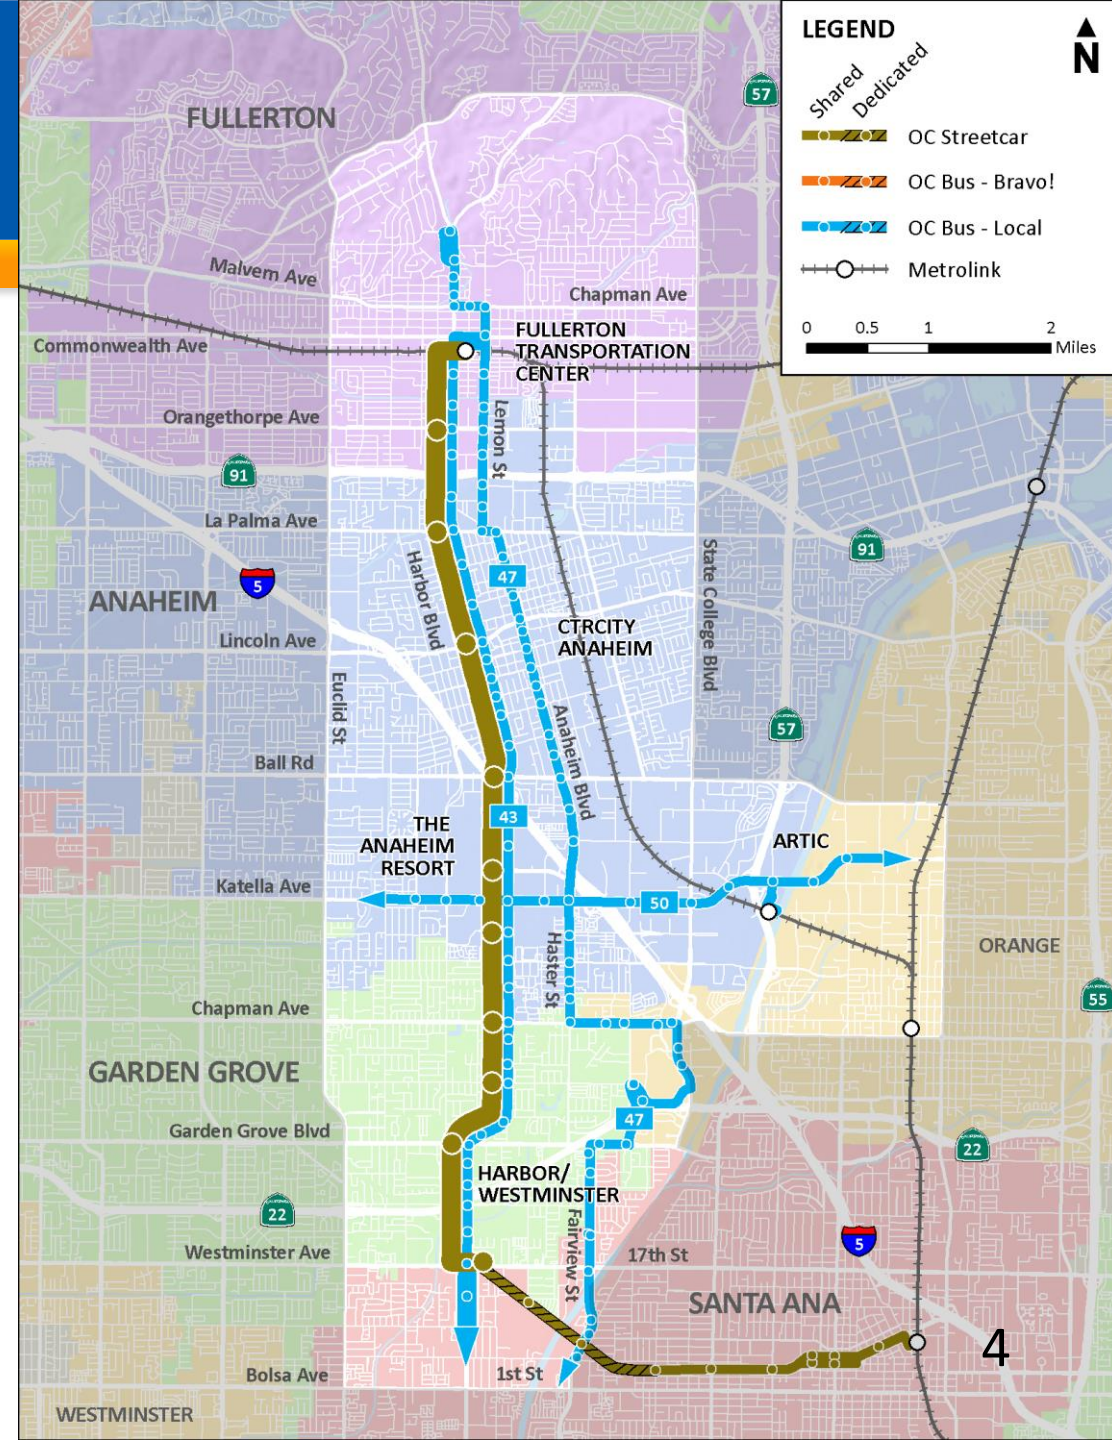 LEGEND
N
Shared
Dedicated
OC Streetcar
OC Bus - Bravo!
OC Bus - Local
Metrolink
0 0.5 1 2
Miles
57
FULLERTON
Malvern Ave
Chapman Ave
FULLERTON
TRANSPORTATION
CENTER
Commonwealth Ave
Orangethorpe Ave
Lemon St
91
La Palma Ave
91
5
Harbor Blvd
47
State College Blvd
ANAHEIM
CTRCITY
ANAHEIM
Lincoln Ave
Euclid St
57
Anaheim Blvd
Ball Rd
43
THE
ANAHEIM
RESORT
ARTIC
Katella Ave
50
Haster St
ORANGE
55
Chapman Ave
GARDEN GROVE
47
Garden Grove Blvd
22
HARBOR/
WESTMINSTER
22
Fairview St
5
Westminster Ave
17th St
SANTA ANA
4
Bolsa Ave
1st St
WESTMINSTER